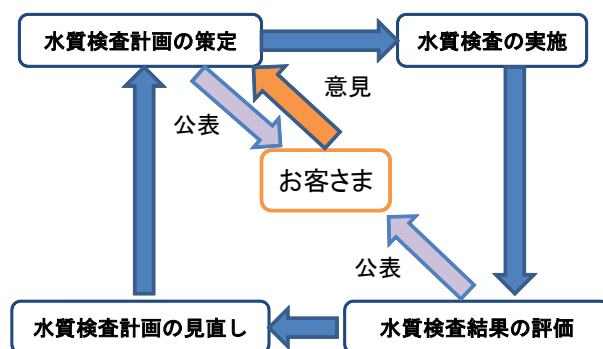 水質検査計画の策定
水質検査の実施
意見
公表
お客さま
公表
水質検査計画の見直し
水質検査結果の評価